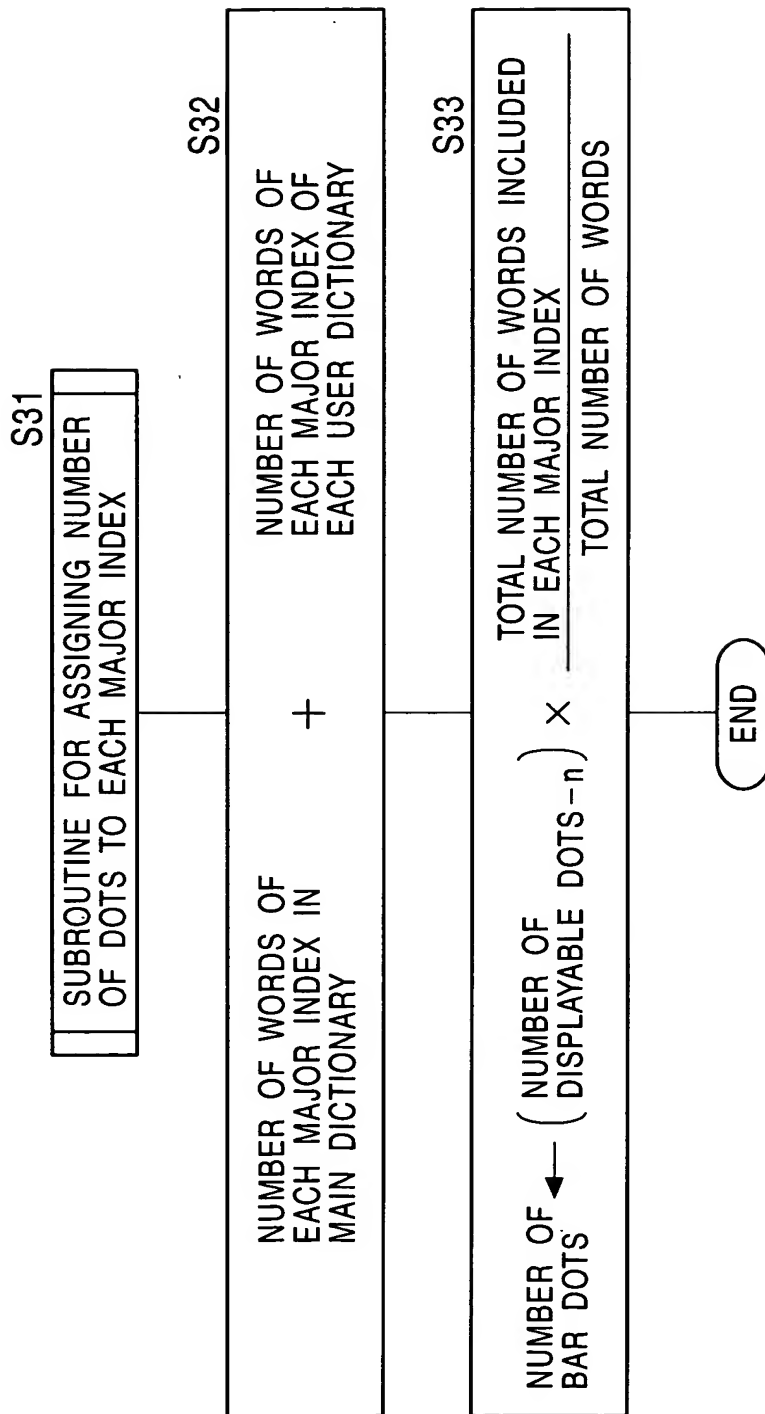 S31
SUBROUTINE FOR ASSIGNING NUMBER
OF DOTS TO EACH MAJOR INDEX
S32
NUMBER OF WORDS OF
EACH MAJOR INDEX IN
MAIN DICTIONARY
+
NUMBER OF WORDS OF
EACH MAJOR INDEX OF
EACH USER DICTIONARY
S33
NUMBER OF
BAR DOTS
←
(NUMBER OF
DISPLAYABLE DOTS-n)
×
TOTAL NUMBER OF WORDS INCLUDED
IN EACH MAJOR INDEX
TOTAL NUMBER OF WORDS
END